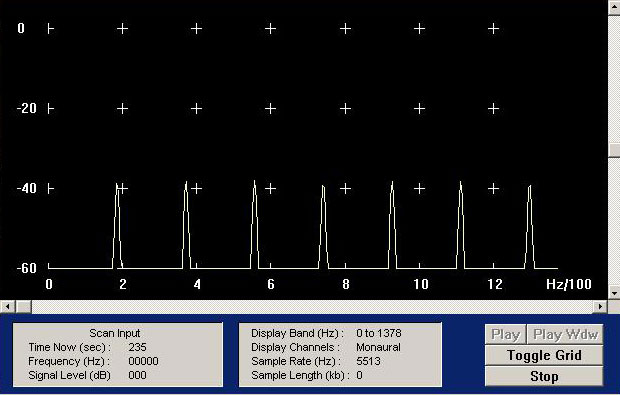 0
-20
-40
-60
0 2 4 6 8 10 12 Hz/100
Scan Input
Time Now (sec) : 235
Frequency (Hz) : 00000
Signal Level (dB) 000
Display Band (Hz) : 0 to 1378
Display Channels : Monaural
Sample Rate (Hz) : 5513
Sample Length (kb) : 0
Play Play Wdw
Toggle Grid
Stop